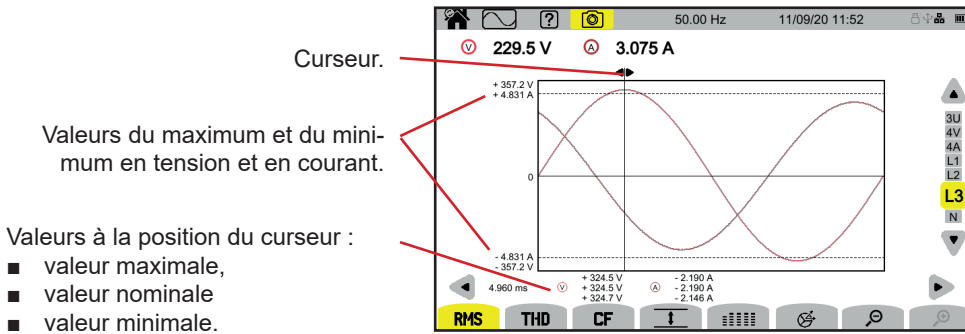 50.00 Hz 11/09/20 11:52
?
V 229.5 V A 3.075 A
Curseur.
+ 357.2 V
+ 4.831 A
Valeurs du maximum et du mini-
mum en tension et en courant.
3U
4V
4A
L1
L2
L3
N
0
Valeurs à la position du curseur :
■ valeur maximale,
■ valeur nominale
■ valeur minimale.
- 4.831 A
- 357.2 V
+ 324.5 V - 2.190 A
4.960 ms V + 324.5 V A - 2.190 A
+ 324.7 V - 2.146 A
RMS THD CF